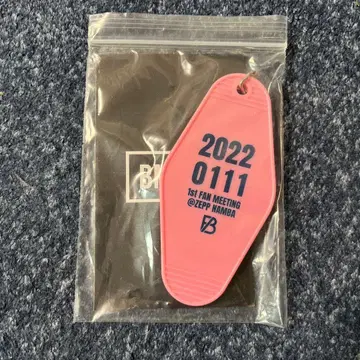 2022
0111
1st FAN MEETING
@ZEPP NAMBA